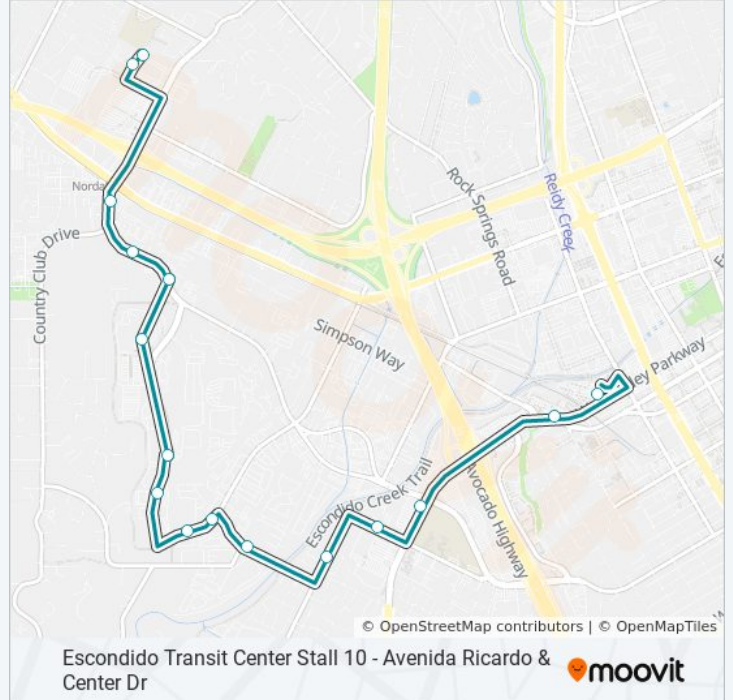 Norda
Rock Springs Road
Reidy Creek
Country Club Drive
Simpson Way
ley Parkway
Escondido Creek Trail
Avocado Highway
© OpenStreetMap contributors | © OpenMapTiles
Escondido Transit Center Stall 10 - Avenida Ricardo &
Center Dr
moovit